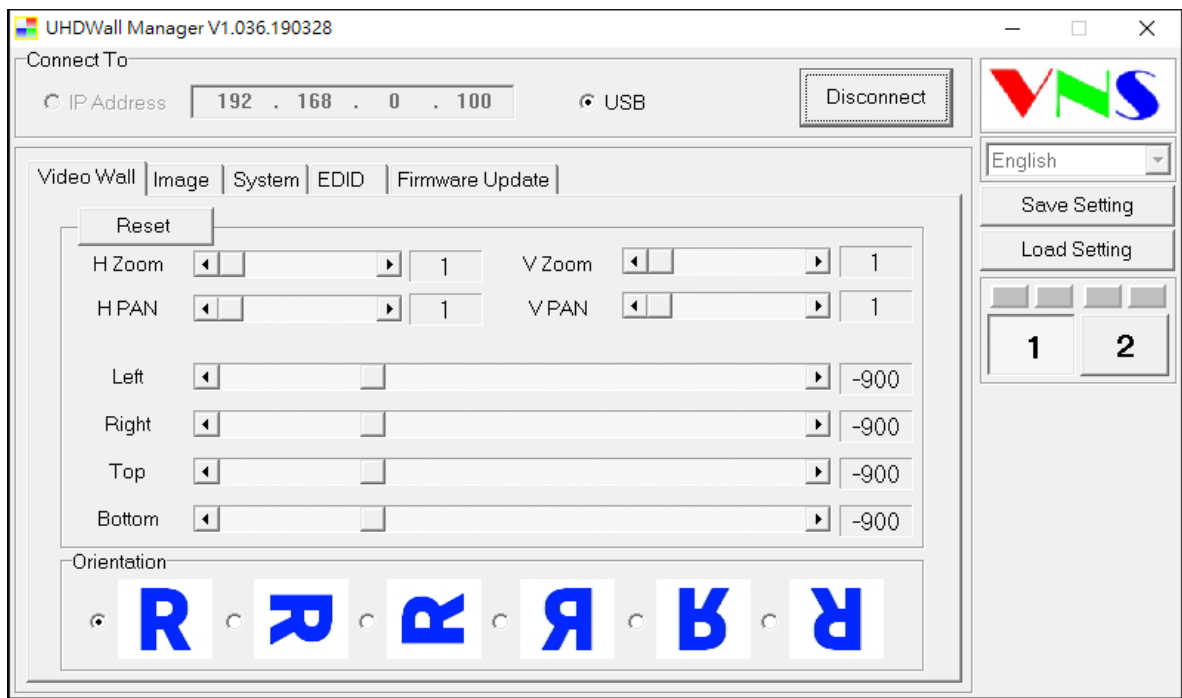 UHDWall Manager V1.036.190328
Connect To
IP Address 192 . 168 . 0 . 100 USB Disconnect
VNS
English
Save Setting
Load Setting
1 2
Video Wall Image System EDID Firmware Update
Reset
H Zoom 1 V Zoom 1
H PAN 1 V PAN 1
Left -900
Right -900
Top -900
Bottom -900
Orientation
R R R R R R